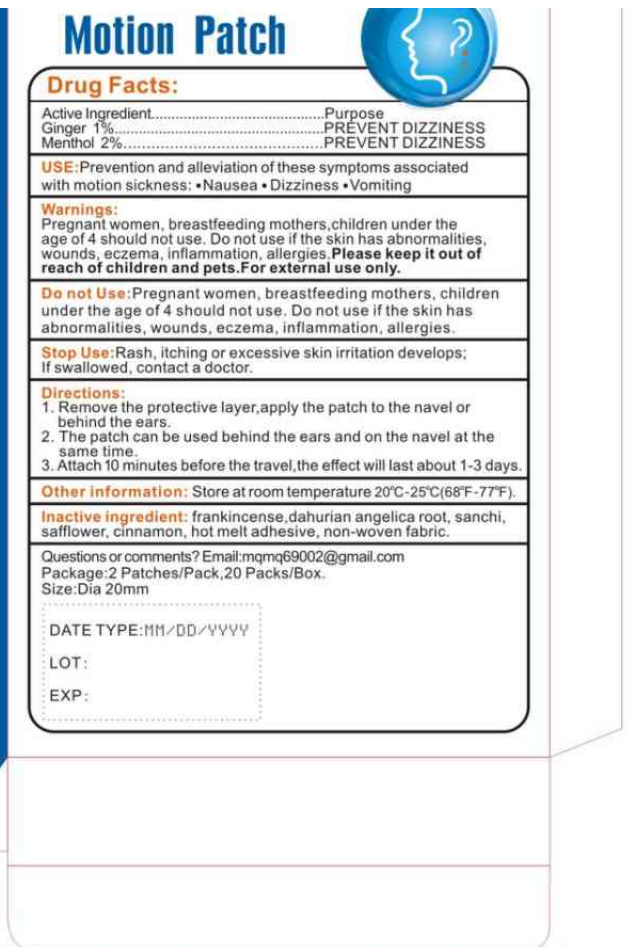 Motion Patch
Drug Facts:
Active Ingredient............................................Purpose
Ginger 1%.....................................................PREVENT DIZZINESS
Menthol 2%..........................................PREVENT DIZZINESS
USE:Prevention and alleviation of these symptoms associated
with motion sickness: •Nausea •Dizziness •Vomiting
Warnings:
Pregnant women, breastfeeding mothers,children under the
age of 4 should not use. Do not use if the skin has abnormalities,
wounds, eczema, inflammation, allergies.Please keep it out of
reach of children and pets.For external use only.
Do not Use:Pregnant women, breastfeeding mothers, children
under the age of 4 should not use. Do not use if the skin has
abnormalities, wounds, eczema, inflammation, allergies.
Stop Use:Rash, itching or excessive skin irritation develops;
If swallowed, contact a doctor.
Directions:
1. Remove the protective layer,apply the patch to the navel or
behind the ears.
2. The patch can be used behind the ears and on the navel at the
same time.
3. Attach 10 minutes before the travel,the effect will last about 1-3 days.
Other information: Store at room temperature 20°C-25°C(68°F-77°F).
Inactive ingredient: frankincense,dahurian angelica root, sanchi,
safflower, cinnamon, hot melt adhesive, non-woven fabric.
Questions or comments? Email:mqmq69002@gmail.com
Package:2 Patches/Pack,20 Packs/Box.
Size:Dia 20mm
DATE TYPE:MM/DD/YYYY
LOT:
EXP: